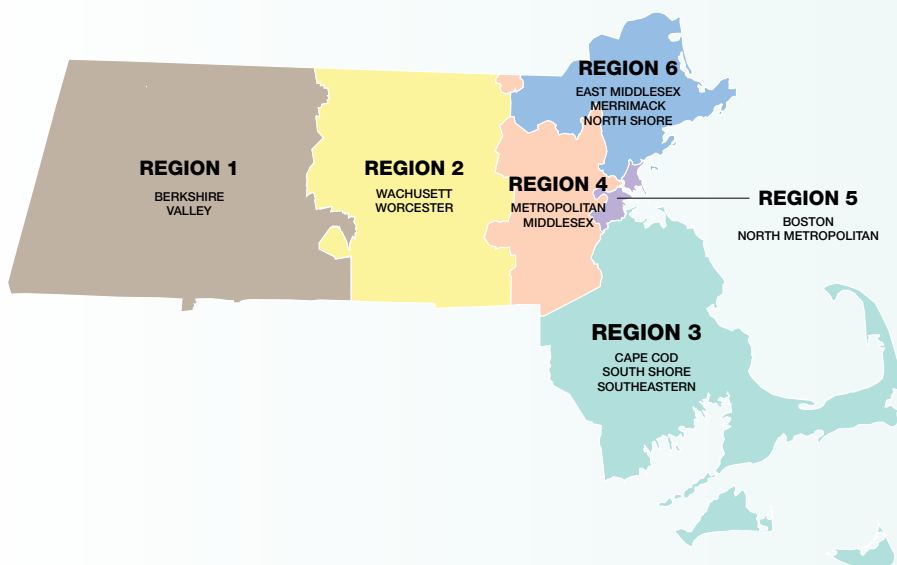 REGION 6
EAST MIDDLESEX
MERRIMACK
NORTH SHORE
REGION 1
BERKSHIRE
VALLEY
REGION 2
WACHUSETT
WORCESTER
REGION 4
METROPOLITAN
MIDDLESEX
REGION 5
BOSTON
NORTH METROPOLITAN
REGION 3
CAPE COD
SOUTH SHORE
SOUTHEASTERN